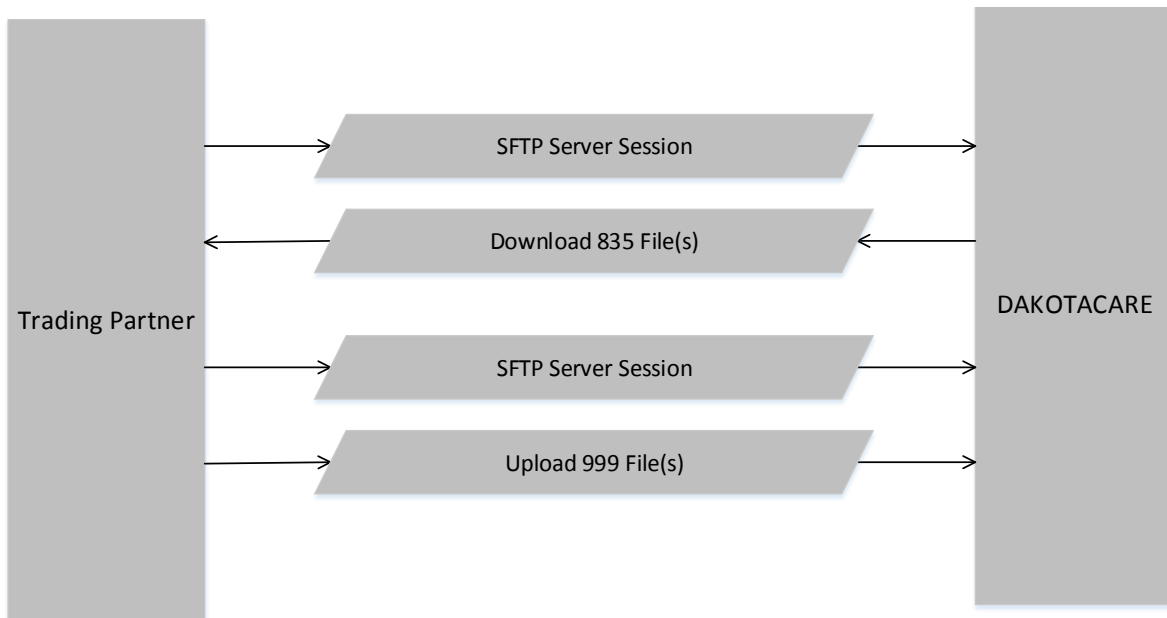 SFTP Server Session
Download 835 File(s)
Trading Partner
DAKOTACARE
SFTP Server Session
Upload 999 File(s)